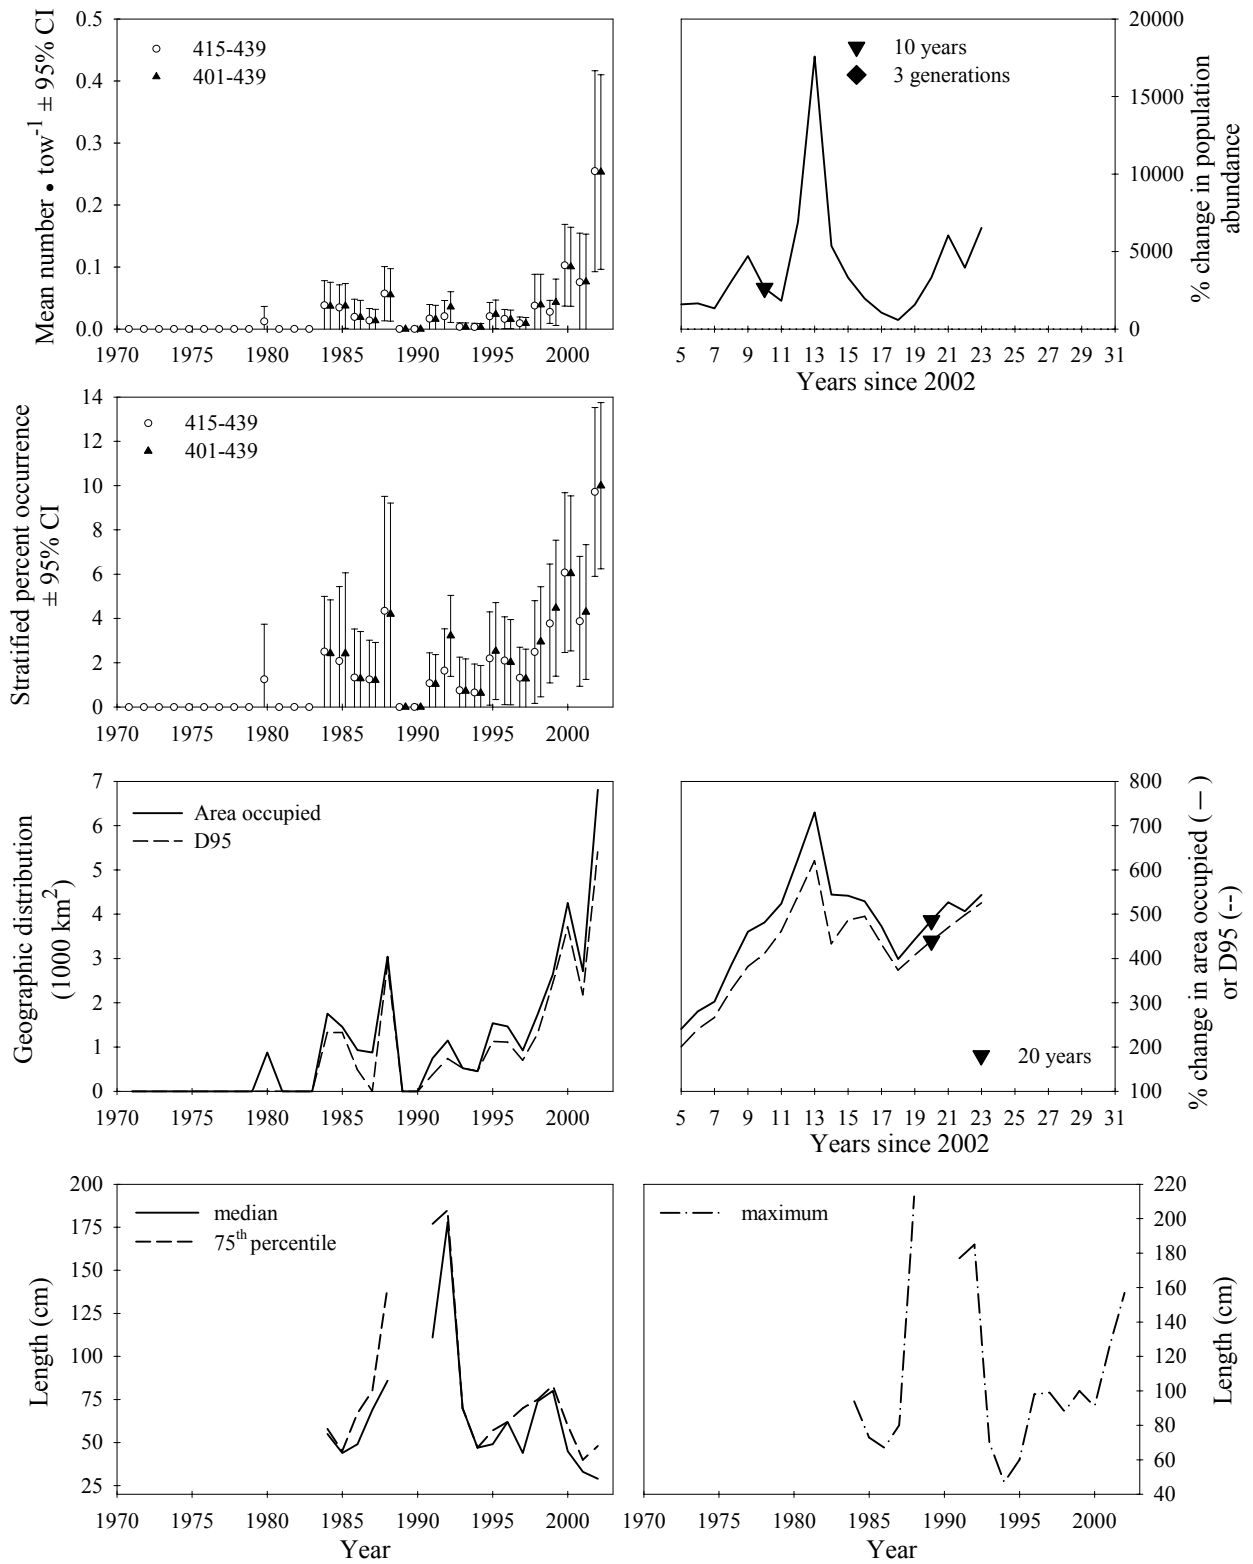 0.5
0.4
0.3
0.2
0.1
0.0
Mean number • tow⁻¹ ± 95% CI
415-439
401-439
1970 1975 1980 1985 1990 1995 2000
10 years
3 generations
20000
15000
10000
5000
0
% change in population
abundance
5 7 9 11 13 15 17 19 21 23 25 27 29 31
Years since 2002
14
12
10
8
6
4
2
0
Stratified percent occurrence
± 95% CI
415-439
401-439
1970 1975 1980 1985 1990 1995 2000
7
6
5
4
3
2
1
0
Geographic distribution
(1000 km²)
Area occupied
D95
1970 1975 1980 1985 1990 1995 2000
800
700
600
500
400
300
200
100
% change in area occupied ( — )
or D95 (--)
20 years
5 7 9 11 13 15 17 19 21 23 25 27 29 31
Years since 2002
200
175
150
125
100
75
50
25
Length (cm)
median
75th percentile
1970 1975 1980 1985 1990 1995 2000
Year
maximum
220
200
180
160
140
120
100
80
60
40
Length (cm)
1970 1975 1980 1985 1990 1995 2000
Year